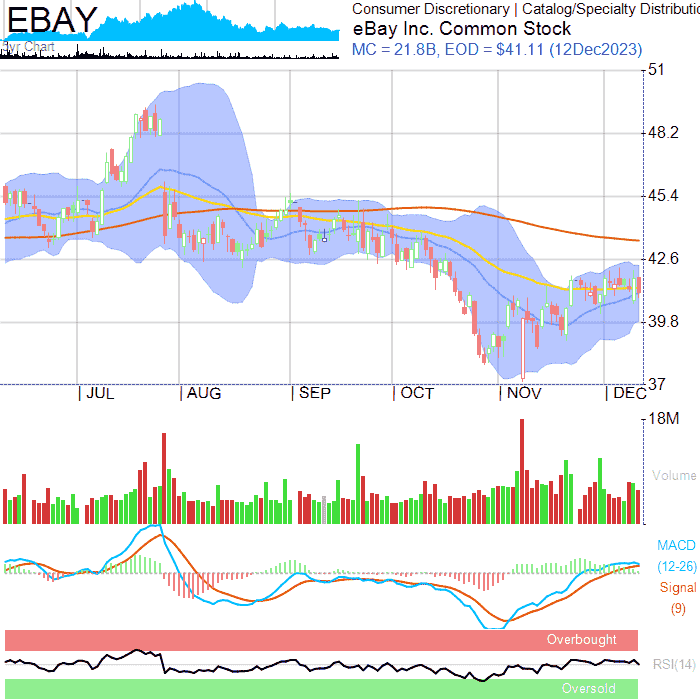 EBAY
5yr Chart
Consumer Discretionary | Catalog/Specialty Distributio
eBay Inc. Common Stock
MC = 21.8B, EOD = $41.11 (12Dec2023)
51
48.2
45.4
42.6
39.8
37
| JUL | AUG | SEP | OCT | NOV | DEC
18M
Volume
MACD
(12-26)
Signal
(9)
Overbought
RSI(14)
Oversold